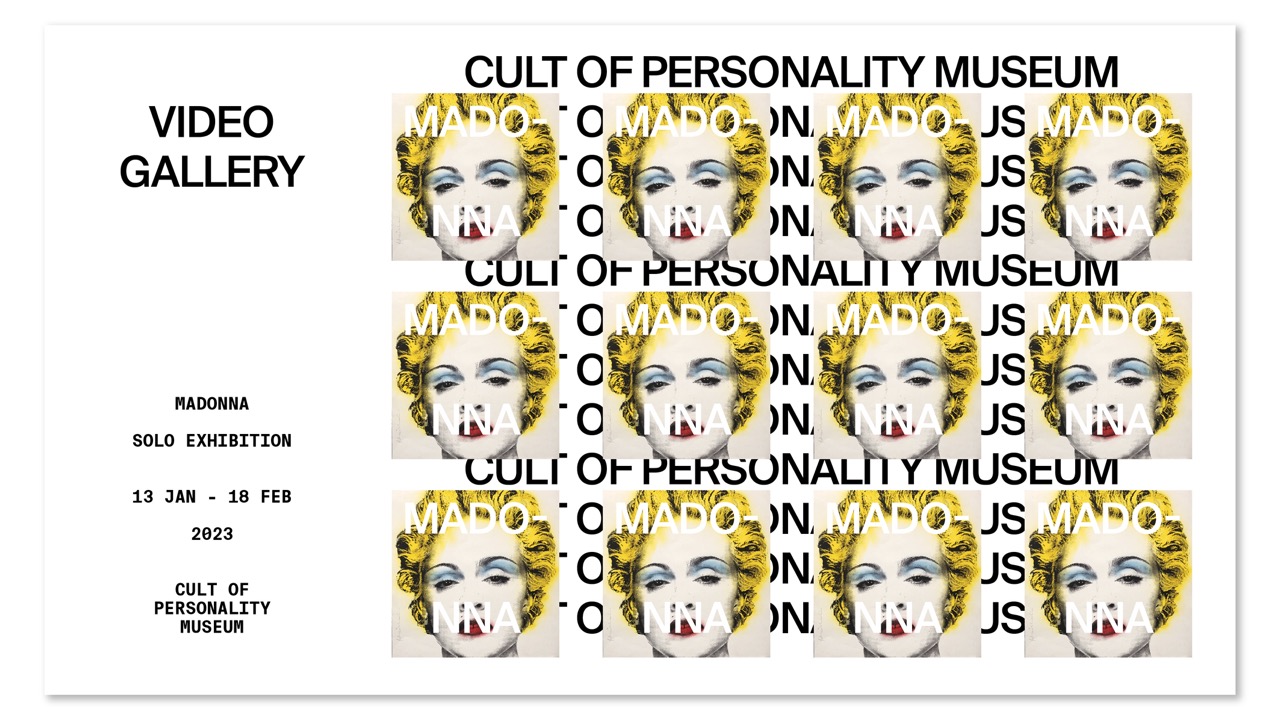 VIDEO
GALLERY
MADONNA
SOLO EXHIBITION
13 JAN - 18 FEB
2023
CULT OF
PERSONALITY
MUSEUM
CULT OF PERSONALITY MUSEUM
MADO- MADO- MADO- MADO-
NNA NNA NNA NNA
CULT OF PERSONALITY MUSEUM
MADO- MADO- MADO- MADO-
NNA NNA NNA NNA
CULT OF PERSONALITY MUSEUM
MADO- MADO- MADO- MADO-
NNA NNA NNA NNA